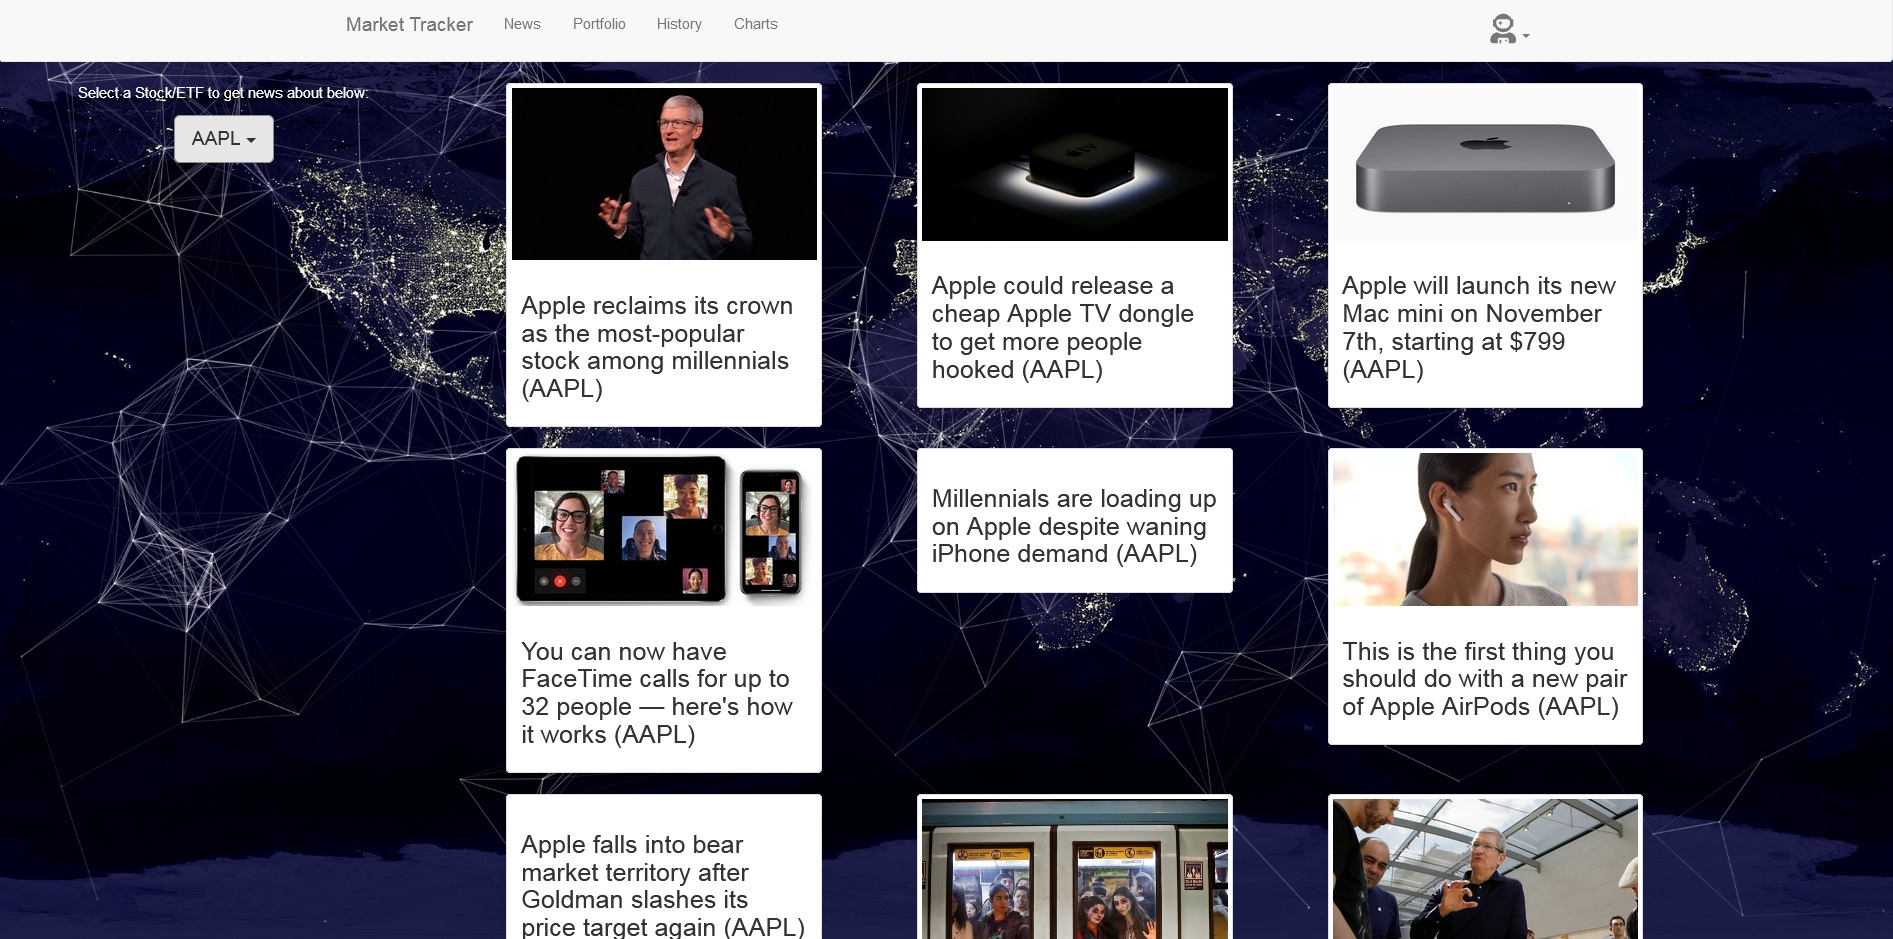 Market Tracker
News
Portfolio
History
Charts
Select a Stock/ETF to get news about below:
AAPL
Apple reclaims its crown
as the most-popular
stock among millennials
(AAPL)
tv
Apple could release a
cheap Apple TV dongle
to get more people
hooked (AAPL)
Apple will launch its new
Mac mini on November
7th, starting at $799
(AAPL)
You can now have
FaceTime calls for up to
32 people — here's how
it works (AAPL)
Millennials are loading up
on Apple despite waning
iPhone demand (AAPL)
This is the first thing you
should do with a new pair
of Apple AirPods (AAPL)
Apple falls into bear
market territory after
Goldman slashes its
price target again (AAPL)